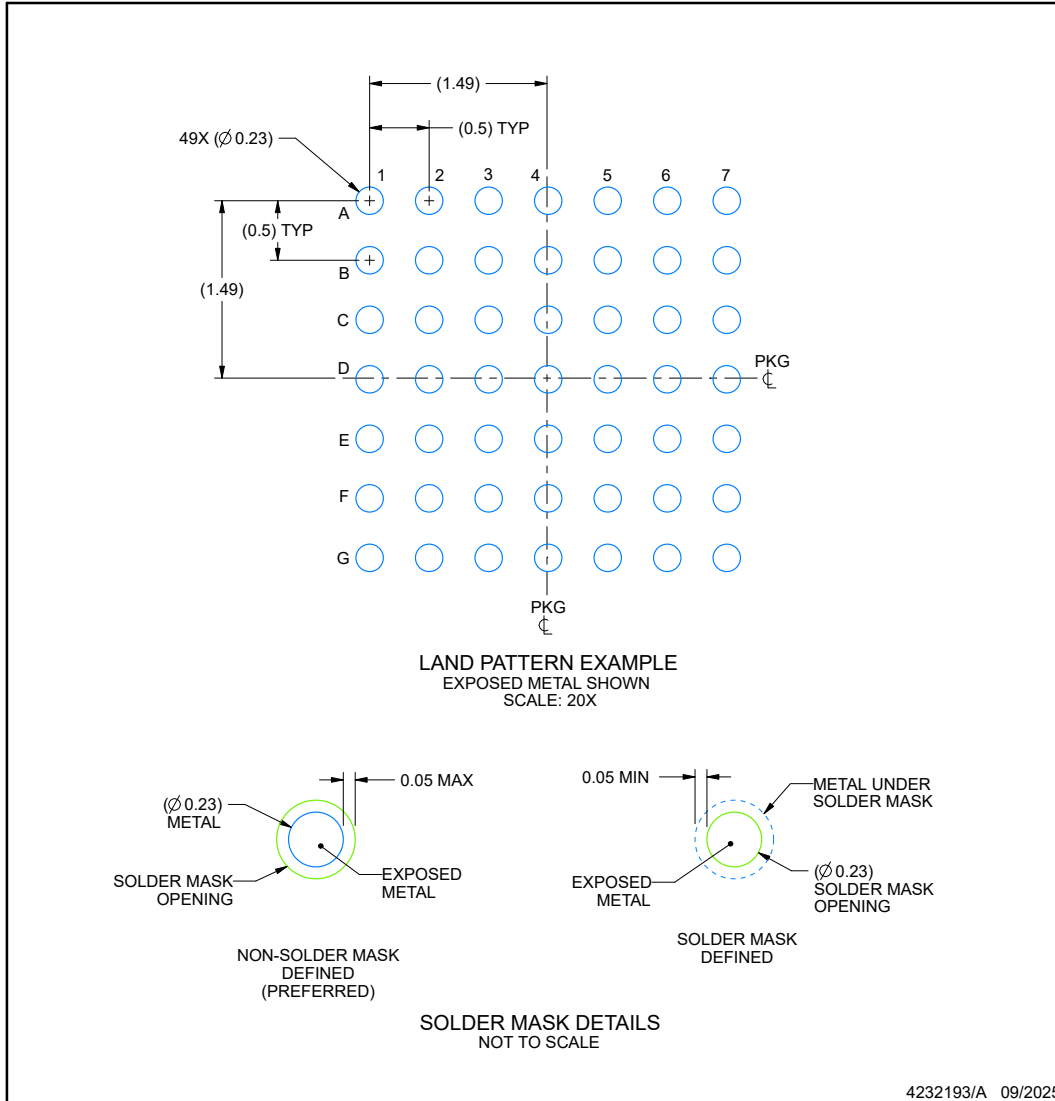 (1.49)
(0.5) TYP
49X (∅ 0.23)
1 2 3 4 5 6 7
A
(0.5) TYP
B
(1.49)
C
D
PKG
℄
E
F
G
PKG
℄
LAND PATTERN EXAMPLE
EXPOSED METAL SHOWN
SCALE: 20X
0.05 MAX
(∅ 0.23)
METAL
SOLDER MASK
OPENING
EXPOSED
METAL
NON-SOLDER MASK
DEFINED
(PREFERRED)
0.05 MIN
METAL UNDER
SOLDER MASK
EXPOSED
METAL
(∅ 0.23)
SOLDER MASK
OPENING
SOLDER MASK
DEFINED
SOLDER MASK DETAILS
NOT TO SCALE
4232193/A 09/2025